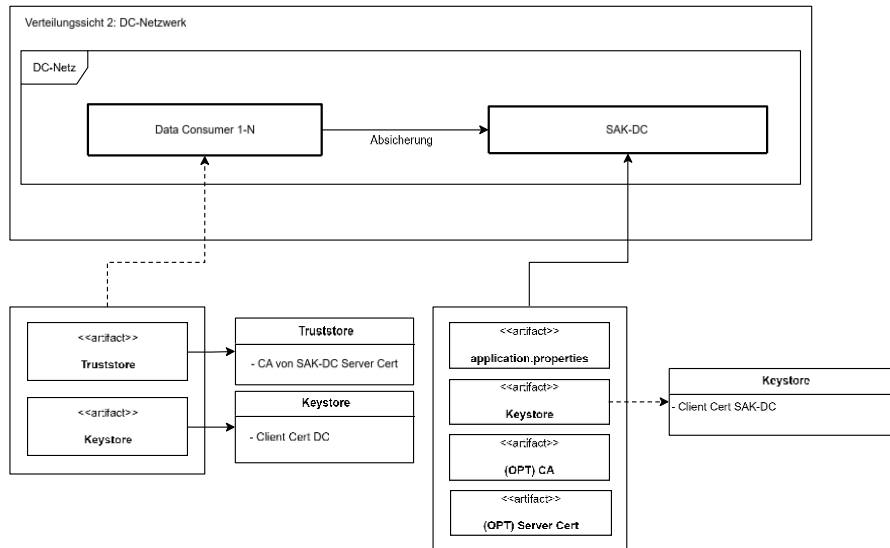 Verteilungssicht 2: DC-Netzwerk
DC-Netz
Data Consumer 1-N
Absicherung
SAK-DC
<<artifact>>
Truststore
<<artifact>>
Keystore
Truststore
- CA von SAK-DC Server Cert
Keystore
- Client Cert DC
<<artifact>>
application.properties
<<artifact>>
Keystore
<<artifact>>
(OPT) CA
<<artifact>>
(OPT) Server Cert
Keystore
- Client Cert SAK-DC